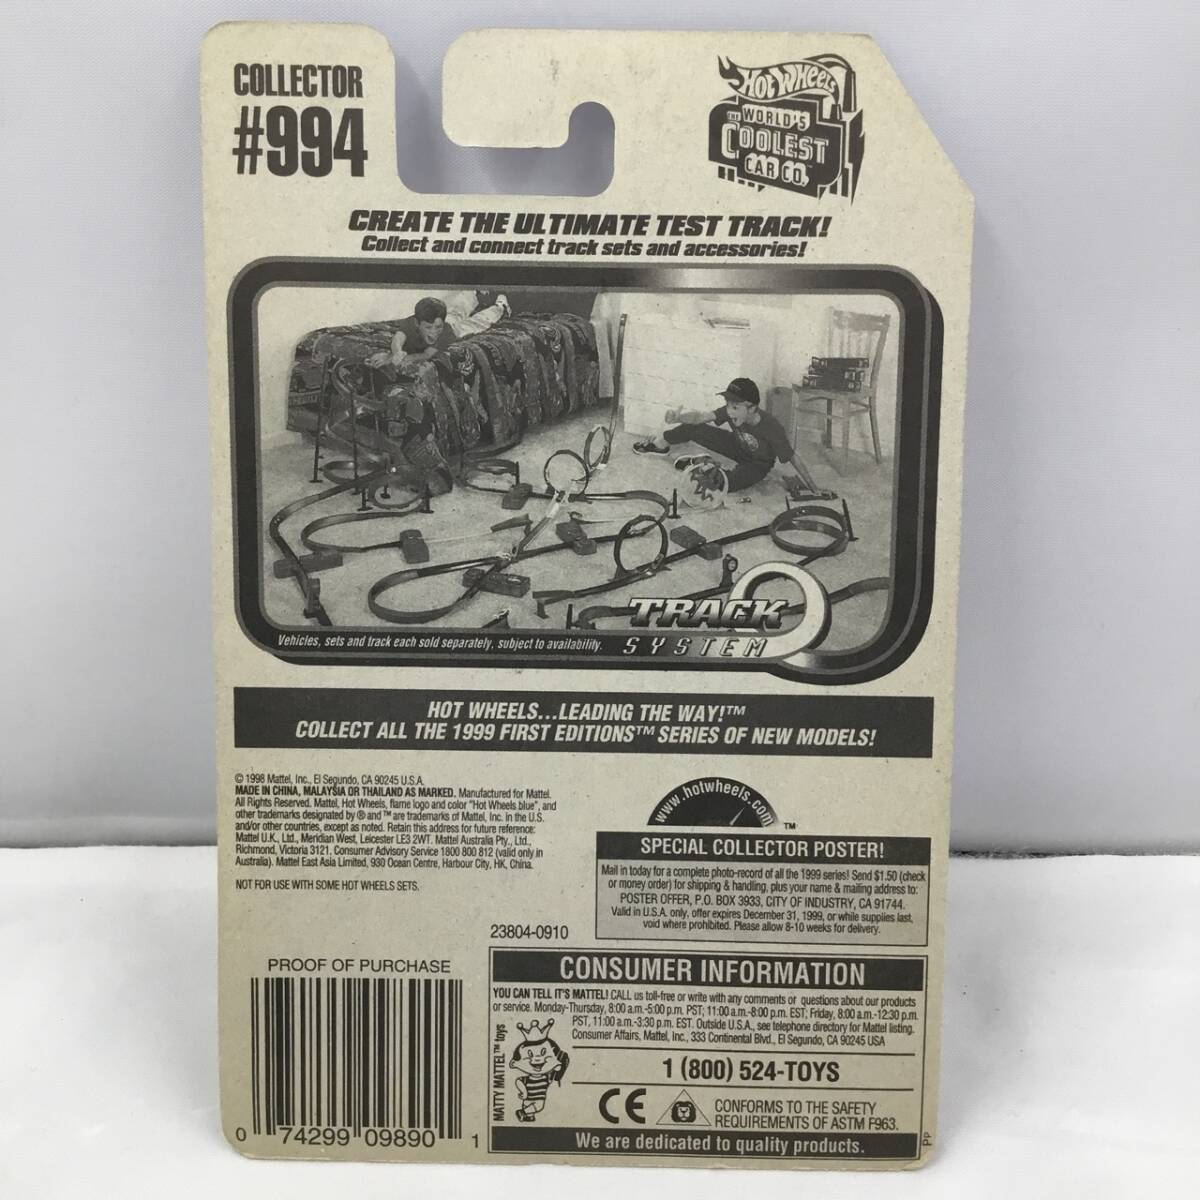 COLLECTOR
#994
HOT WHEELS
THE WORLD'S
COOLEST
CAR CO.™
CREATE THE ULTIMATE TEST TRACK!
Collect and connect track sets and accessories!
TRACK
SYSTEM
Vehicles, sets and track each sold separately, subject to availability.
HOT WHEELS...LEADING THE WAY!™
COLLECT ALL THE 1999 FIRST EDITIONS™ SERIES OF NEW MODELS!
© 1998 Mattel, Inc., El Segundo, CA 90245 U.S.A.
MADE IN CHINA, MALAYSIA OR THAILAND AS MARKED. Manufactured for Mattel.
All Rights Reserved. Mattel, Hot Wheels, flame logo and color "Hot Wheels blue", and
other trademarks designated by ® and ™ are trademarks of Mattel, Inc. in the U.S.
and/or other countries, except as noted. Retain this address for future reference:
Mattel U.K., Ltd., Meridian West, Leicester LE3 2WT. Mattel Australia Pty., Ltd.,
Richmond, Victoria 3121. Consumer Advisory Service 1800 800 812 (valid only in
Australia). Mattel East Asia Limited, 930 Ocean Centre, Harbour City, HK, China.
NOT FOR USE WITH SOME HOT WHEELS SETS.
www.hotwheels.com
™
SPECIAL COLLECTOR POSTER!
Mail in today for a complete photo-record of all the 1999 series! Send $1.50 (check
or money order) for shipping & handling, plus your name & mailing address to:
POSTER OFFER, P.O. BOX 3933, CITY OF INDUSTRY, CA 91744.
Valid in U.S.A. only, offer expires December 31, 1999, or while supplies last,
void where prohibited. Please allow 8-10 weeks for delivery.
23804-0910
PROOF OF PURCHASE
0 74299 09890 1
CONSUMER INFORMATION
YOU CAN TELL IT'S MATTEL! CALL us toll-free or write with any comments or questions about our products
or service. Monday-Thursday, 8:00 a.m.-5:00 p.m. PST; 11:00 a.m.-8:00 p.m. EST; Friday, 8:00 a.m.-12:30 p.m.
PST, 11:00 a.m.-3:30 p.m. EST. Outside U.S.A., see telephone directory for Mattel listing.
Consumer Affairs, Mattel, Inc., 333 Continental Blvd., El Segundo, CA 90245 USA
MATTY MATTEL™ toys
1 (800) 524-TOYS
CE
CONFORMS TO THE SAFETY
REQUIREMENTS OF ASTM F963.
We are dedicated to quality products.
PP